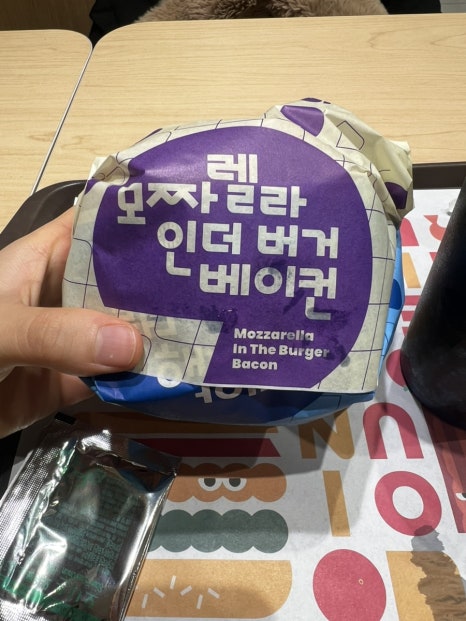 모짜렐라
인더 버거
베이컨
Mozzarella
In The Burger
Bacon